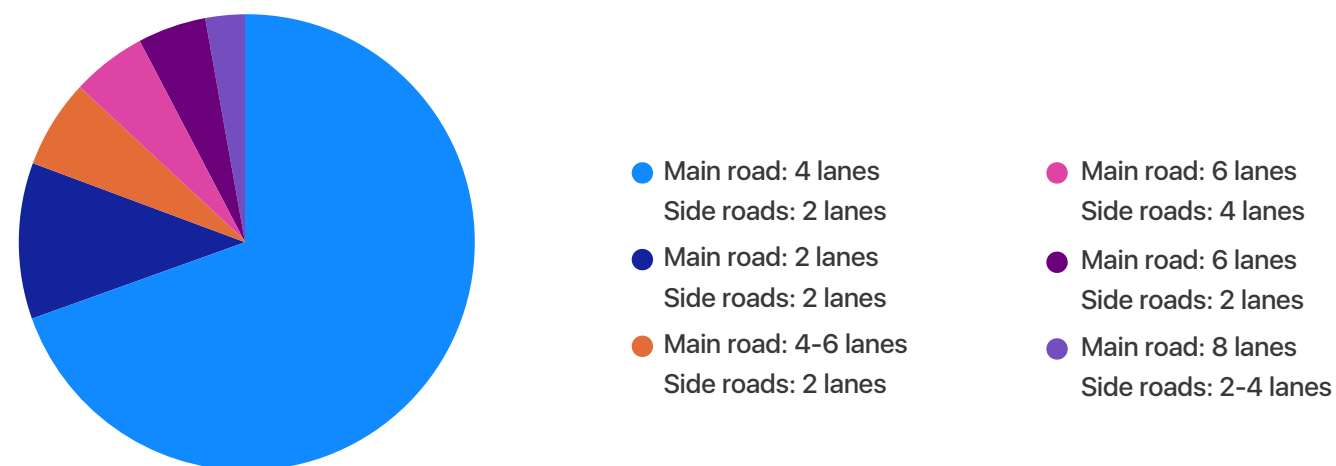 Main road: 4 lanes
Side roads: 2 lanes
Main road: 2 lanes
Side roads: 2 lanes
Main road: 4-6 lanes
Side roads: 2 lanes
Main road: 6 lanes
Side roads: 4 lanes
Main road: 6 lanes
Side roads: 2 lanes
Main road: 8 lanes
Side roads: 2-4 lanes